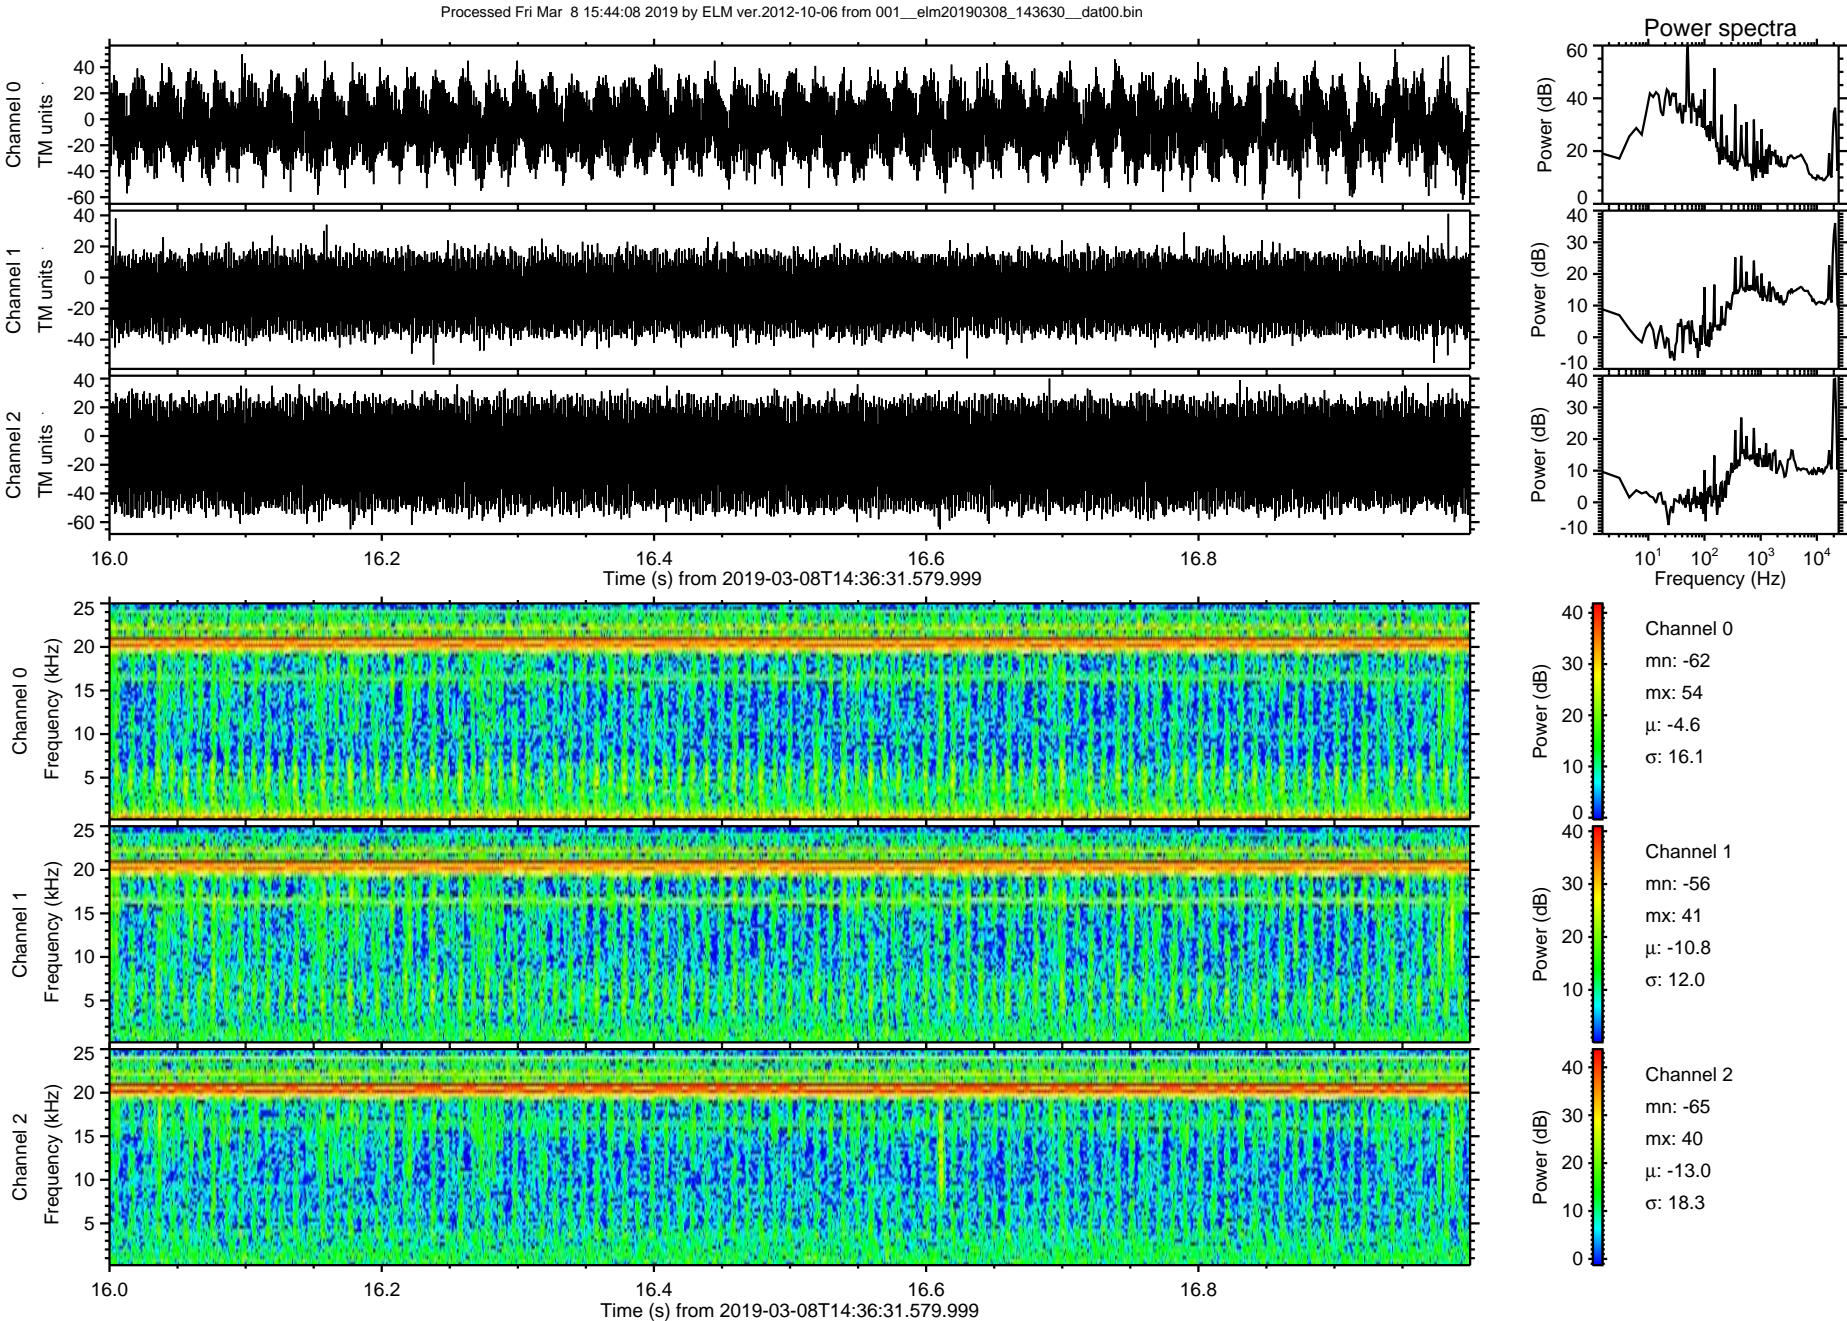 Processed Fri Mar 8 15:44:08 2019 by ELM ver.2012-10-06 from 001__elm20190308_143630__dat00.bin
Power spectra
Channel 0
TM units
40
20
0
-20
-40
-60
Power (dB)
60
40
20
0
Channel 1
TM units
40
20
0
-20
-40
Power (dB)
40
30
20
10
0
-10
Channel 2
TM units
40
20
0
-20
-40
-60
Power (dB)
40
30
20
10
0
-10
16.0 16.2 16.4 16.6 16.8
Time (s) from 2019-03-08T14:36:31.579.999
10^1 10^2 10^3 10^4
Frequency (Hz)
Channel 0
Frequency (kHz)
25
20
15
10
5
Power (dB)
40
30
20
10
0
Channel 0
mn: -62
mx: 54
μ: -4.6
σ: 16.1
Channel 1
Frequency (kHz)
25
20
15
10
5
Power (dB)
40
30
20
10
Channel 1
mn: -56
mx: 41
μ: -10.8
σ: 12.0
Channel 2
Frequency (kHz)
25
20
15
10
5
Power (dB)
40
30
20
10
0
Channel 2
mn: -65
mx: 40
μ: -13.0
σ: 18.3
16.0 16.2 16.4 16.6 16.8
Time (s) from 2019-03-08T14:36:31.579.999